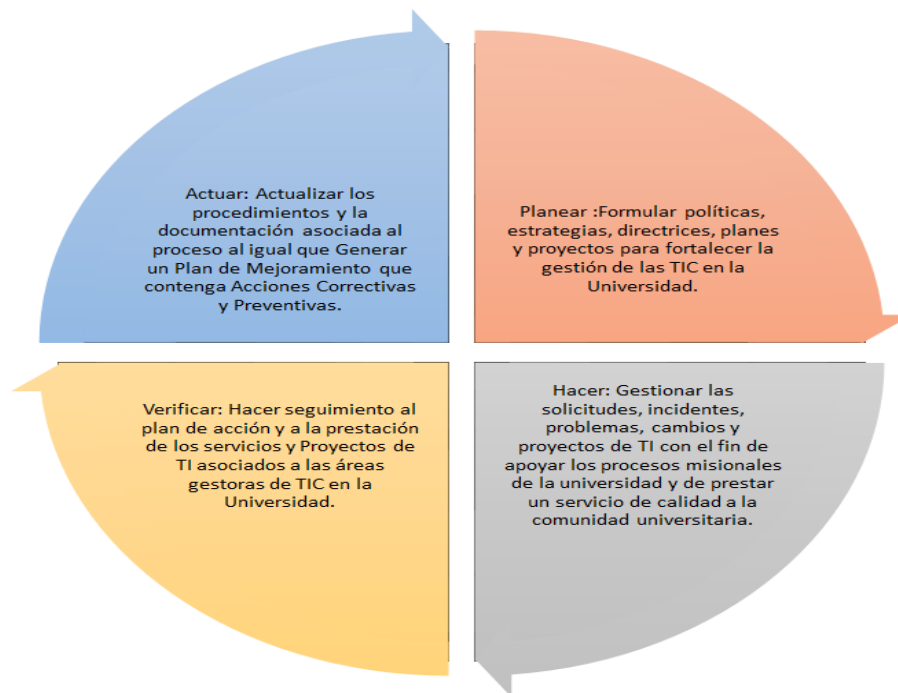 Actuar: Actualizar los
procedimientos y la
documentación asociada al
proceso al igual que Generar
un Plan de Mejoramiento que
contenga Acciones Correctivas
y Preventivas.
Planear :Formular políticas,
estrategias, directrices, planes
y proyectos para fortalecer la
gestión de las TIC en la
Universidad.
Verificar: Hacer seguimiento al
plan de acción y a la prestación
de los servicios y Proyectos de
TI asociados a las áreas
gestoras de TIC en la
Universidad.
Hacer: Gestionar las
solicitudes, incidentes,
problemas, cambios y
proyectos de TI con el fin de
apoyar los procesos misionales
de la universidad y de prestar
un servicio de calidad a la
comunidad universitaria.